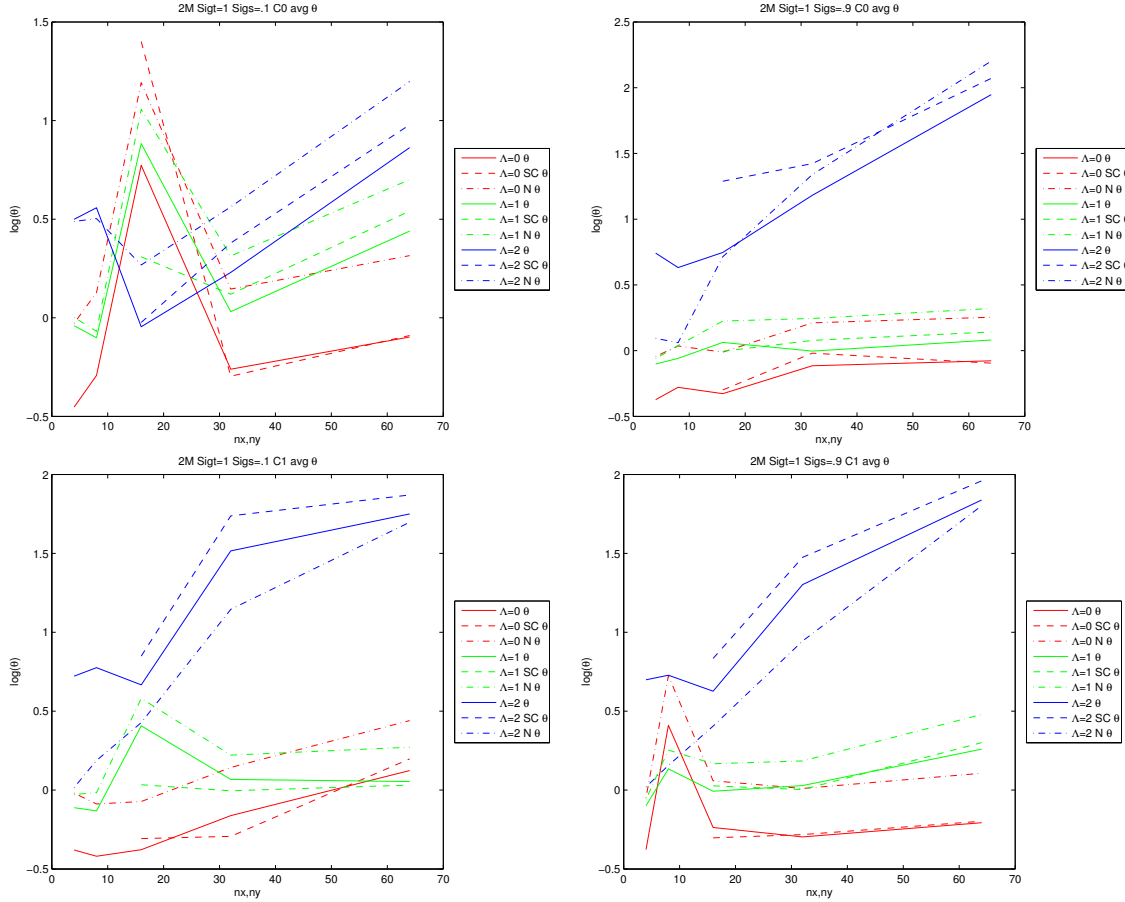 2M Sigt=1 Sigs=.1 C0 avg θ
1.5
1
0.5
0
−0.5
log(θ)
0 10 20 30 40 50 60 70
nx,ny
Λ=0 θ
Λ=0 SC θ
Λ=0 N θ
Λ=1 θ
Λ=1 SC θ
Λ=1 N θ
Λ=2 θ
Λ=2 SC θ
Λ=2 N θ
2M Sigt=1 Sigs=.9 C0 avg θ
2.5
2
1.5
1
0.5
0
−0.5
log(θ)
0 10 20 30 40 50 60 70
nx,ny
Λ=0 θ
Λ=0 SC θ
Λ=0 N θ
Λ=1 θ
Λ=1 SC θ
Λ=1 N θ
Λ=2 θ
Λ=2 SC θ
Λ=2 N θ
2M Sigt=1 Sigs=.1 C1 avg θ
2
1.5
1
0.5
0
−0.5
log(θ)
0 10 20 30 40 50 60 70
nx,ny
Λ=0 θ
Λ=0 SC θ
Λ=0 N θ
Λ=1 θ
Λ=1 SC θ
Λ=1 N θ
Λ=2 θ
Λ=2 SC θ
Λ=2 N θ
2M Sigt=1 Sigs=.9 C1 avg θ
2
1.5
1
0.5
0
−0.5
log(θ)
0 10 20 30 40 50 60 70
nx,ny
Λ=0 θ
Λ=0 SC θ
Λ=0 N θ
Λ=1 θ
Λ=1 SC θ
Λ=1 N θ
Λ=2 θ
Λ=2 SC θ
Λ=2 N θ